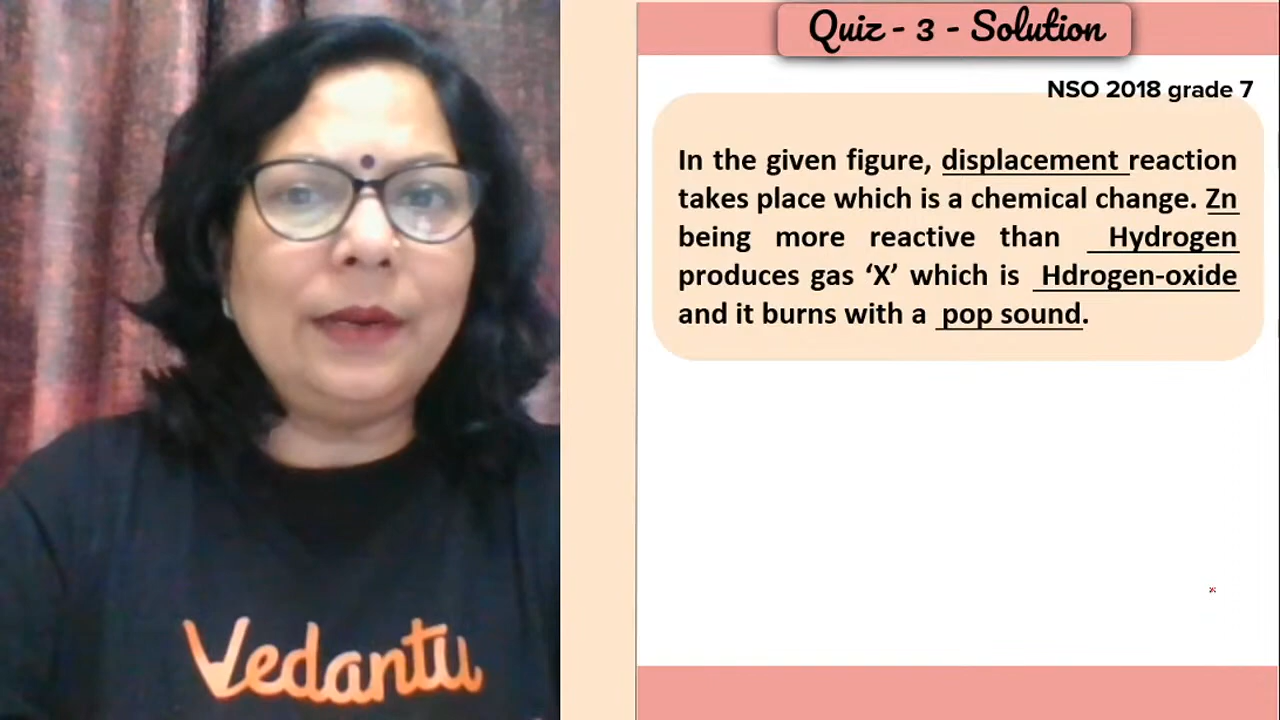 Quiz - 3 - Solution
NSO 2018 grade 7
In the given figure, displacement reaction
takes place which is a chemical change. Zn
being more reactive than Hydrogen
produces gas ‘X’ which is Hdrogen-oxide
and it burns with a pop sound.
Vedantu